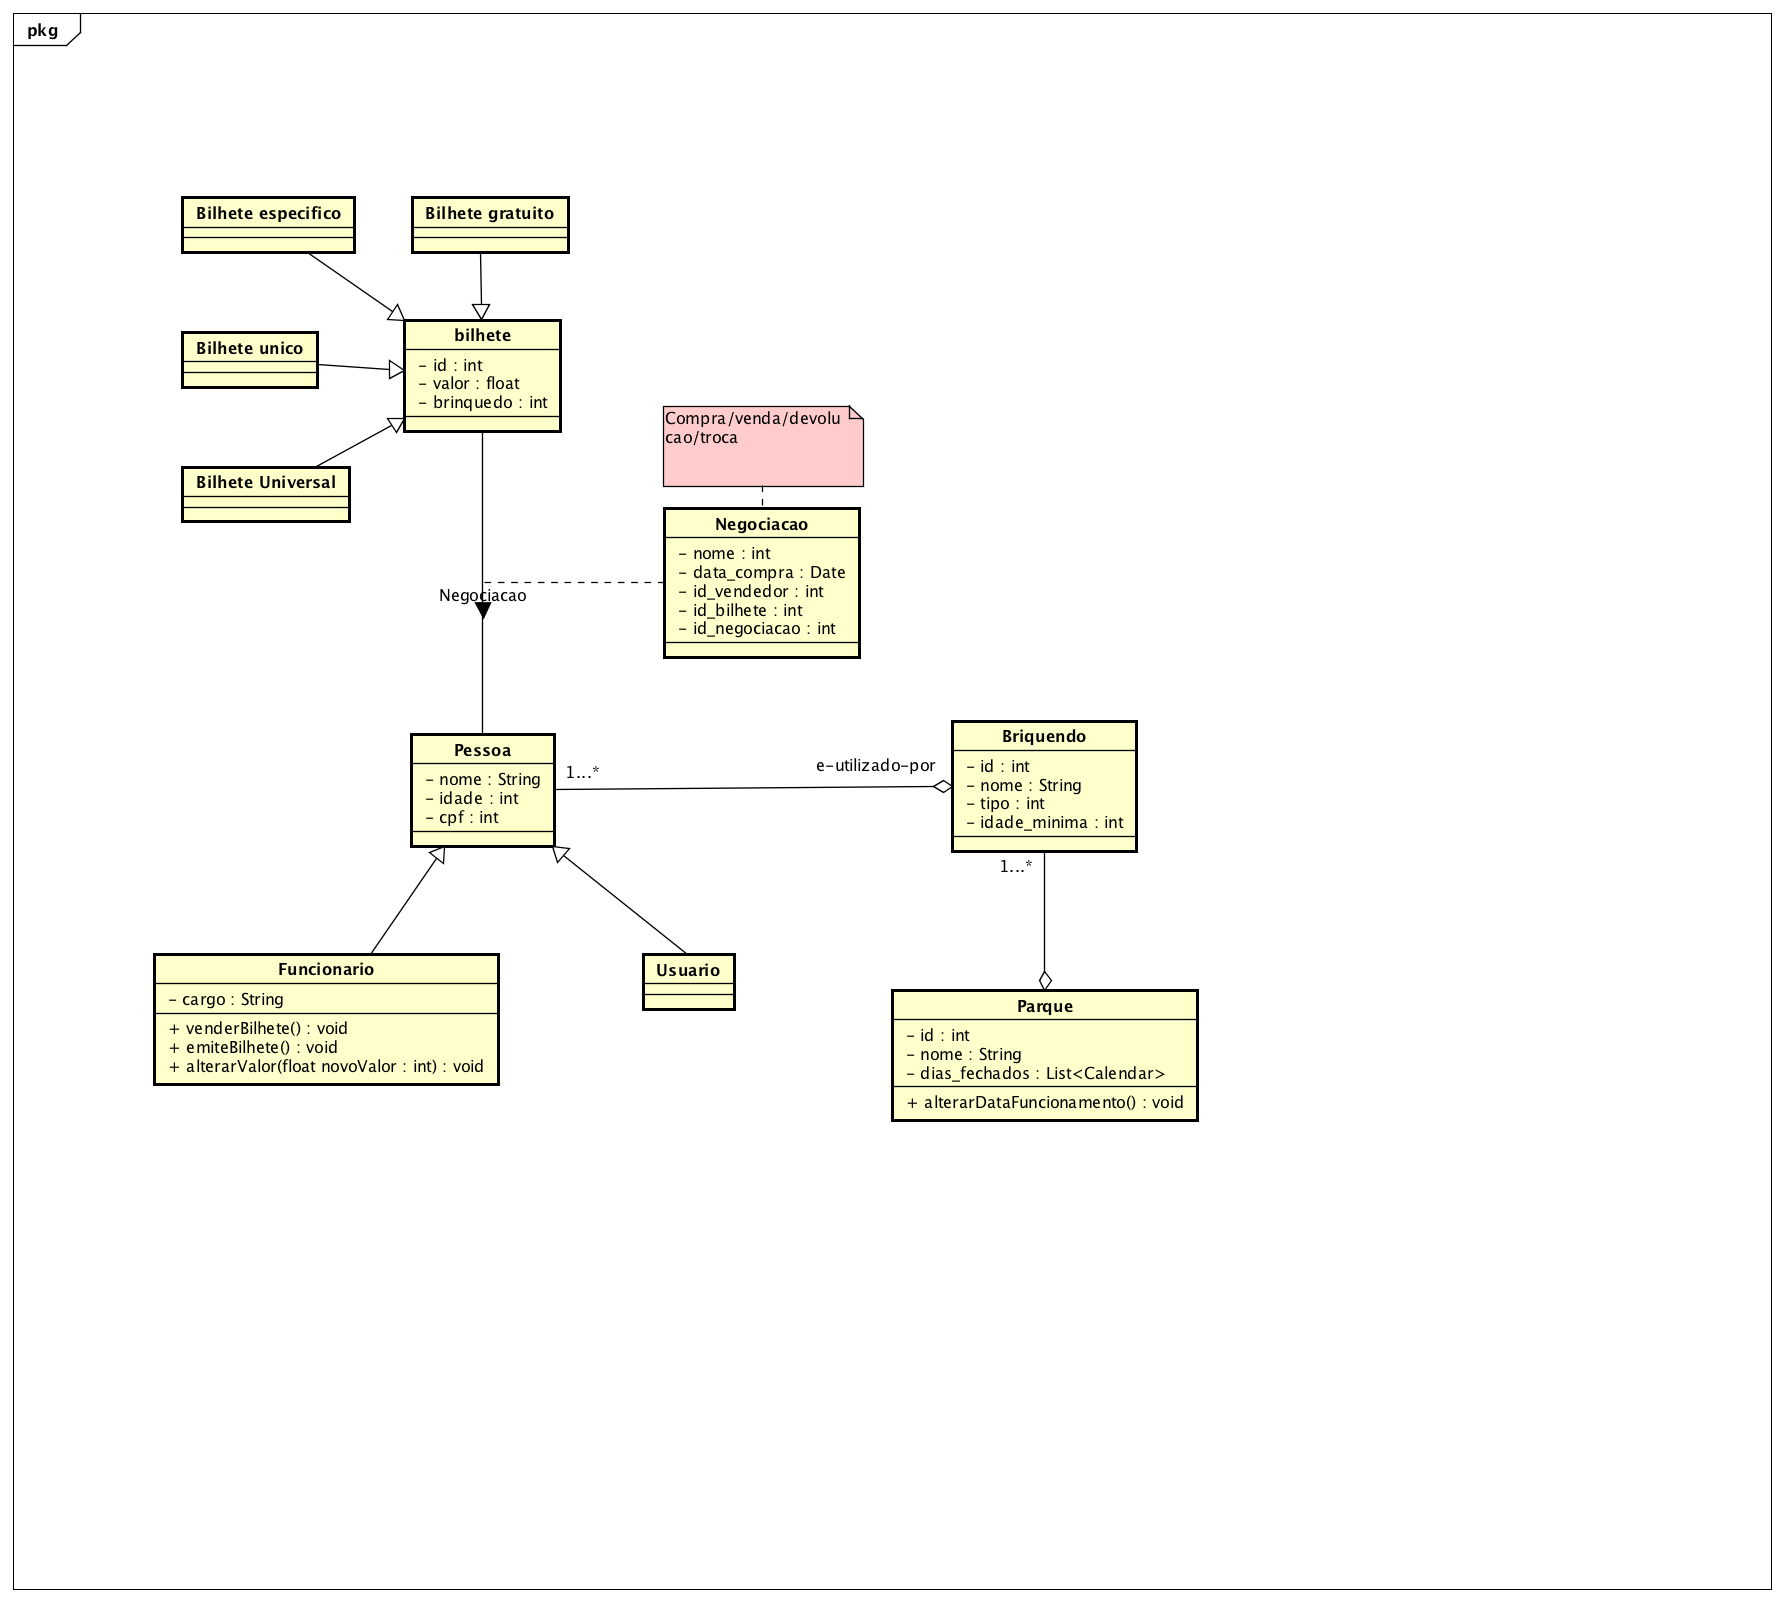 pkg
Bilhete especifico
Bilhete gratuito
bilhete
- id : int
- valor : float
- brinquedo : int
Bilhete unico
Bilhete Universal
Compra/venda/devolu
cao/troca
Negociacao
- nome : int
- data_compra : Date
- id_vendedor : int
- id_bilhete : int
- id_negociacao : int
Negociacao
Pessoa
- nome : String
- idade : int
- cpf : int
1...*
e-utilizado-por
Briquendo
- id : int
- nome : String
- tipo : int
- idade_minima : int
1...*
Funcionario
- cargo : String
+ venderBilhete() : void
+ emiteBilhete() : void
+ alterarValor(float novoValor : int) : void
Usuario
Parque
- id : int
- nome : String
- dias_fechados : List<Calendar>
+ alterarDataFuncionamento() : void